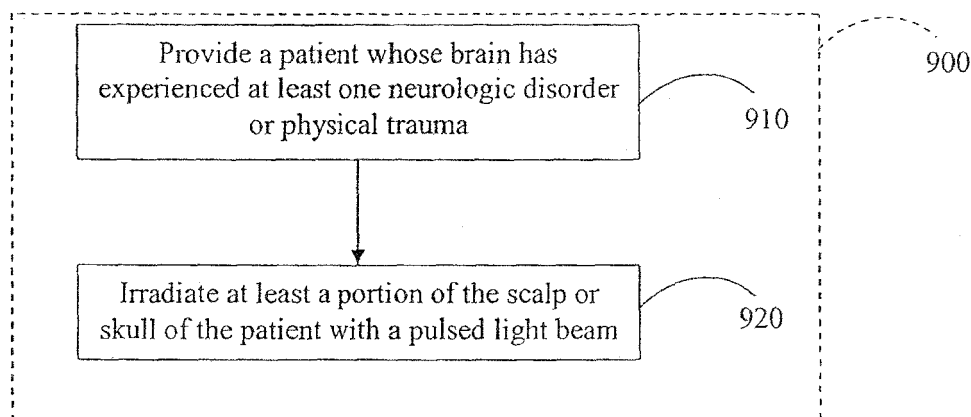 Provide a patient whose brain has
experienced at least one neurologic disorder
or physical trauma
900
910
Irradiate at least a portion of the scalp or
skull of the patient with a pulsed light beam
920